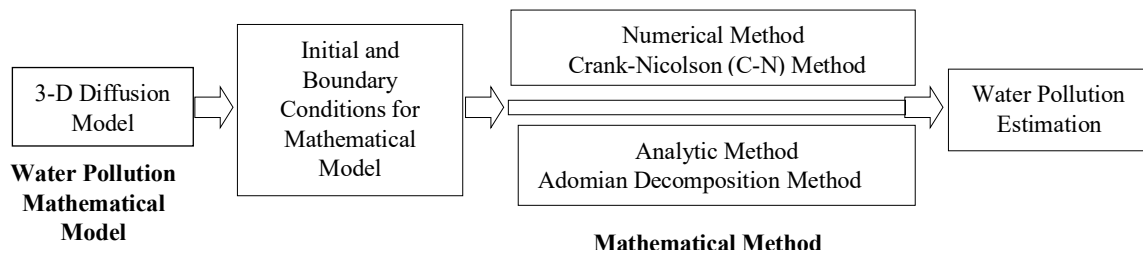 3-D Diffusion
Model
Water Pollution
Mathematical
Model
Initial and
Boundary
Conditions for
Mathematical
Model
Numerical Method
Crank-Nicolson (C-N) Method
Analytic Method
Adomian Decomposition Method
Mathematical Method
Water Pollution
Estimation